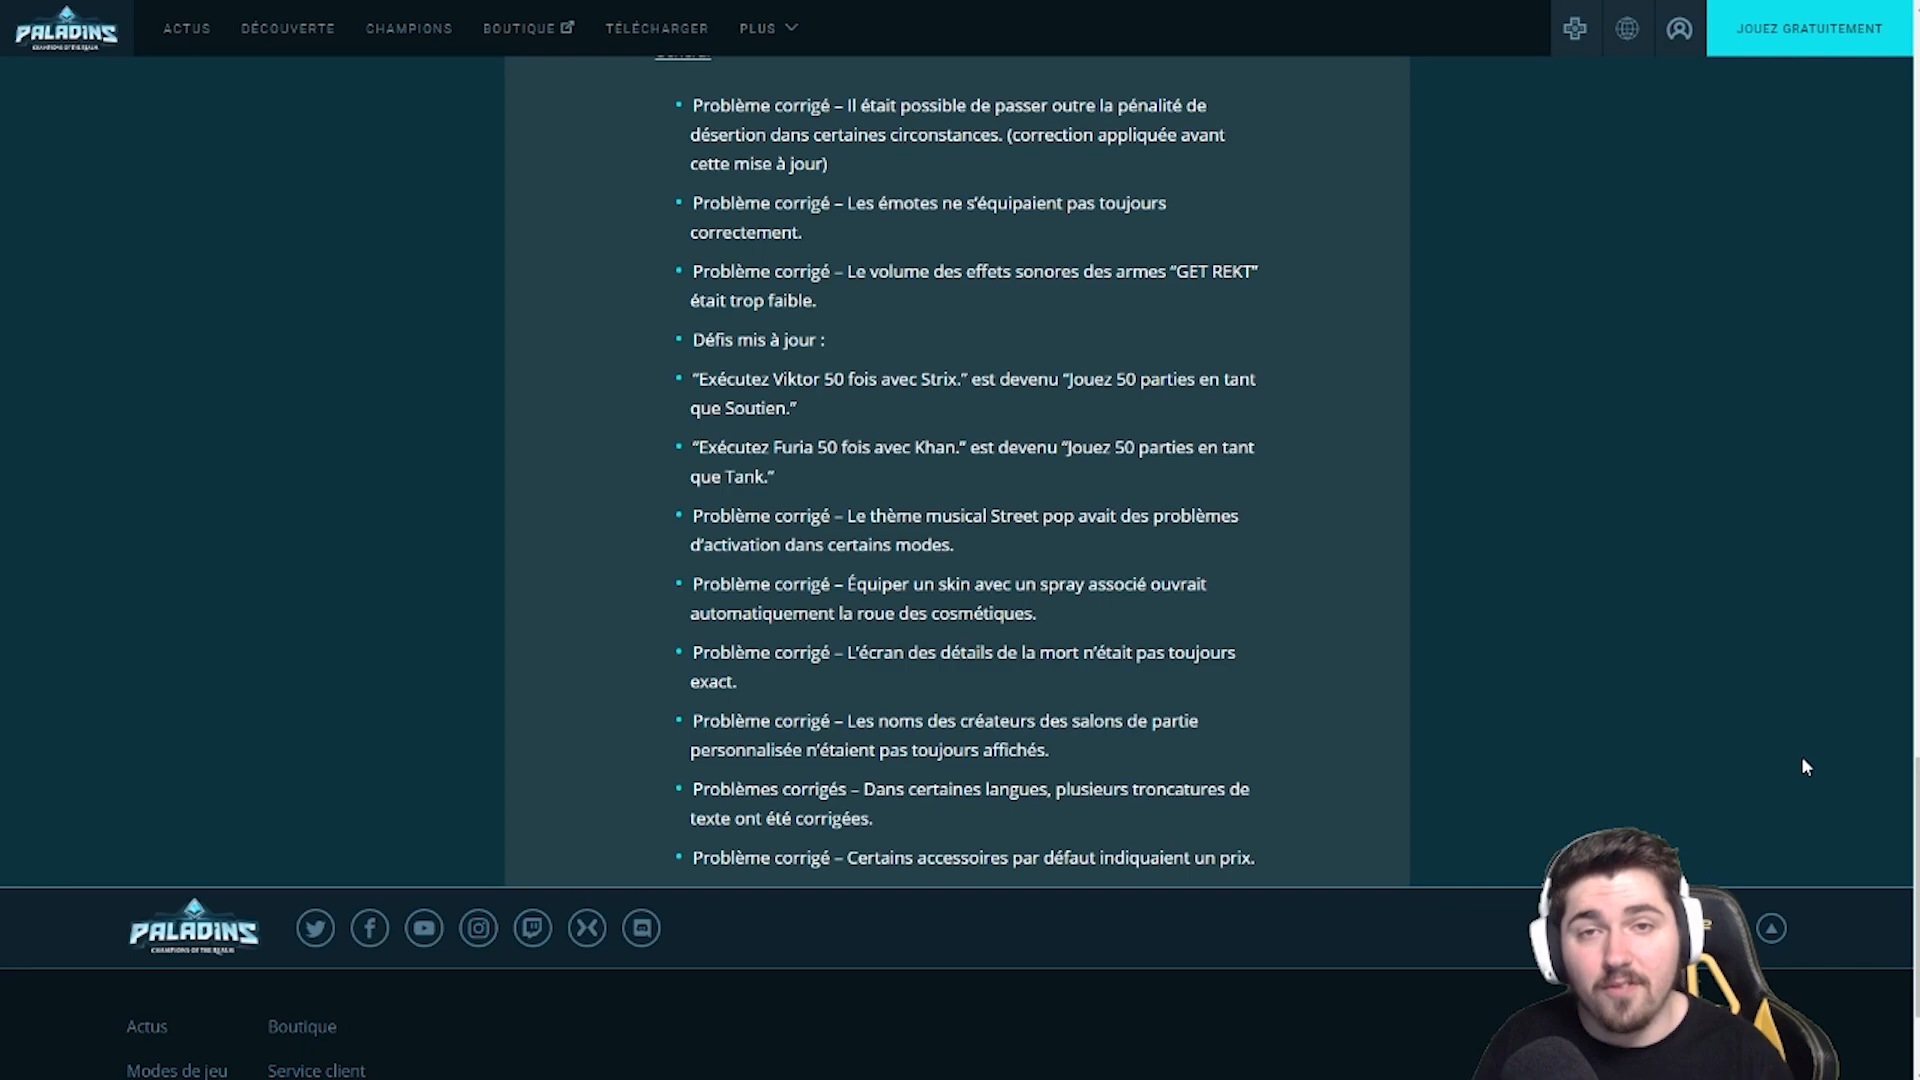 PALADINS
CHAMPIONS OF THE REALM
ACTUS
DÉCOUVERTE
CHAMPIONS
BOUTIQUE
TÉLÉCHARGER
PLUS
JOUEZ GRATUITEMENT
Problème corrigé – Il était possible de passer outre la pénalité de
désertion dans certaines circonstances. (correction appliquée avant
cette mise à jour)
Problème corrigé – Les émotes ne s’équipaient pas toujours
correctement.
Problème corrigé – Le volume des effets sonores des armes “GET REKT”
était trop faible.
Défis mis à jour :
“Exécutez Viktor 50 fois avec Strix.” est devenu “Jouez 50 parties en tant
que Soutien.”
“Exécutez Furia 50 fois avec Khan.” est devenu “Jouez 50 parties en tant
que Tank.”
Problème corrigé – Le thème musical Street pop avait des problèmes
d’activation dans certains modes.
Problème corrigé – Équiper un skin avec un spray associé ouvrait
automatiquement la roue des cosmétiques.
Problème corrigé – L’écran des détails de la mort n’était pas toujours
exact.
Problème corrigé – Les noms des créateurs des salons de partie
personnalisée n’étaient pas toujours affichés.
Problèmes corrigés – Dans certaines langues, plusieurs troncatures de
texte ont été corrigées.
Problème corrigé – Certains accessoires par défaut indiquaient un prix.
PALADINS
CHAMPIONS OF THE REALM
Actus
Boutique
Modes de jeu
Service client